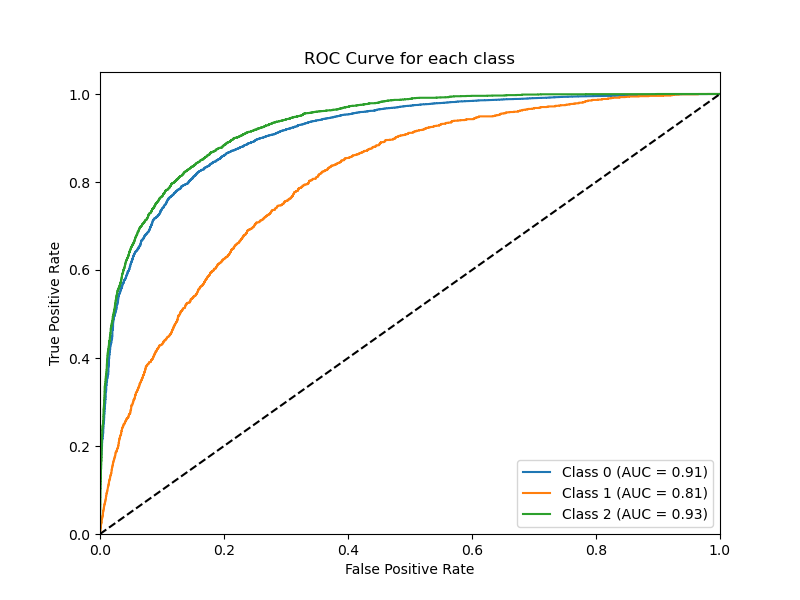 ROC Curve for each class
True Positive Rate
1.0
0.8
0.6
0.4
0.2
0.0
0.0 0.2 0.4 0.6 0.8 1.0
False Positive Rate
Class 0 (AUC = 0.91)
Class 1 (AUC = 0.81)
Class 2 (AUC = 0.93)